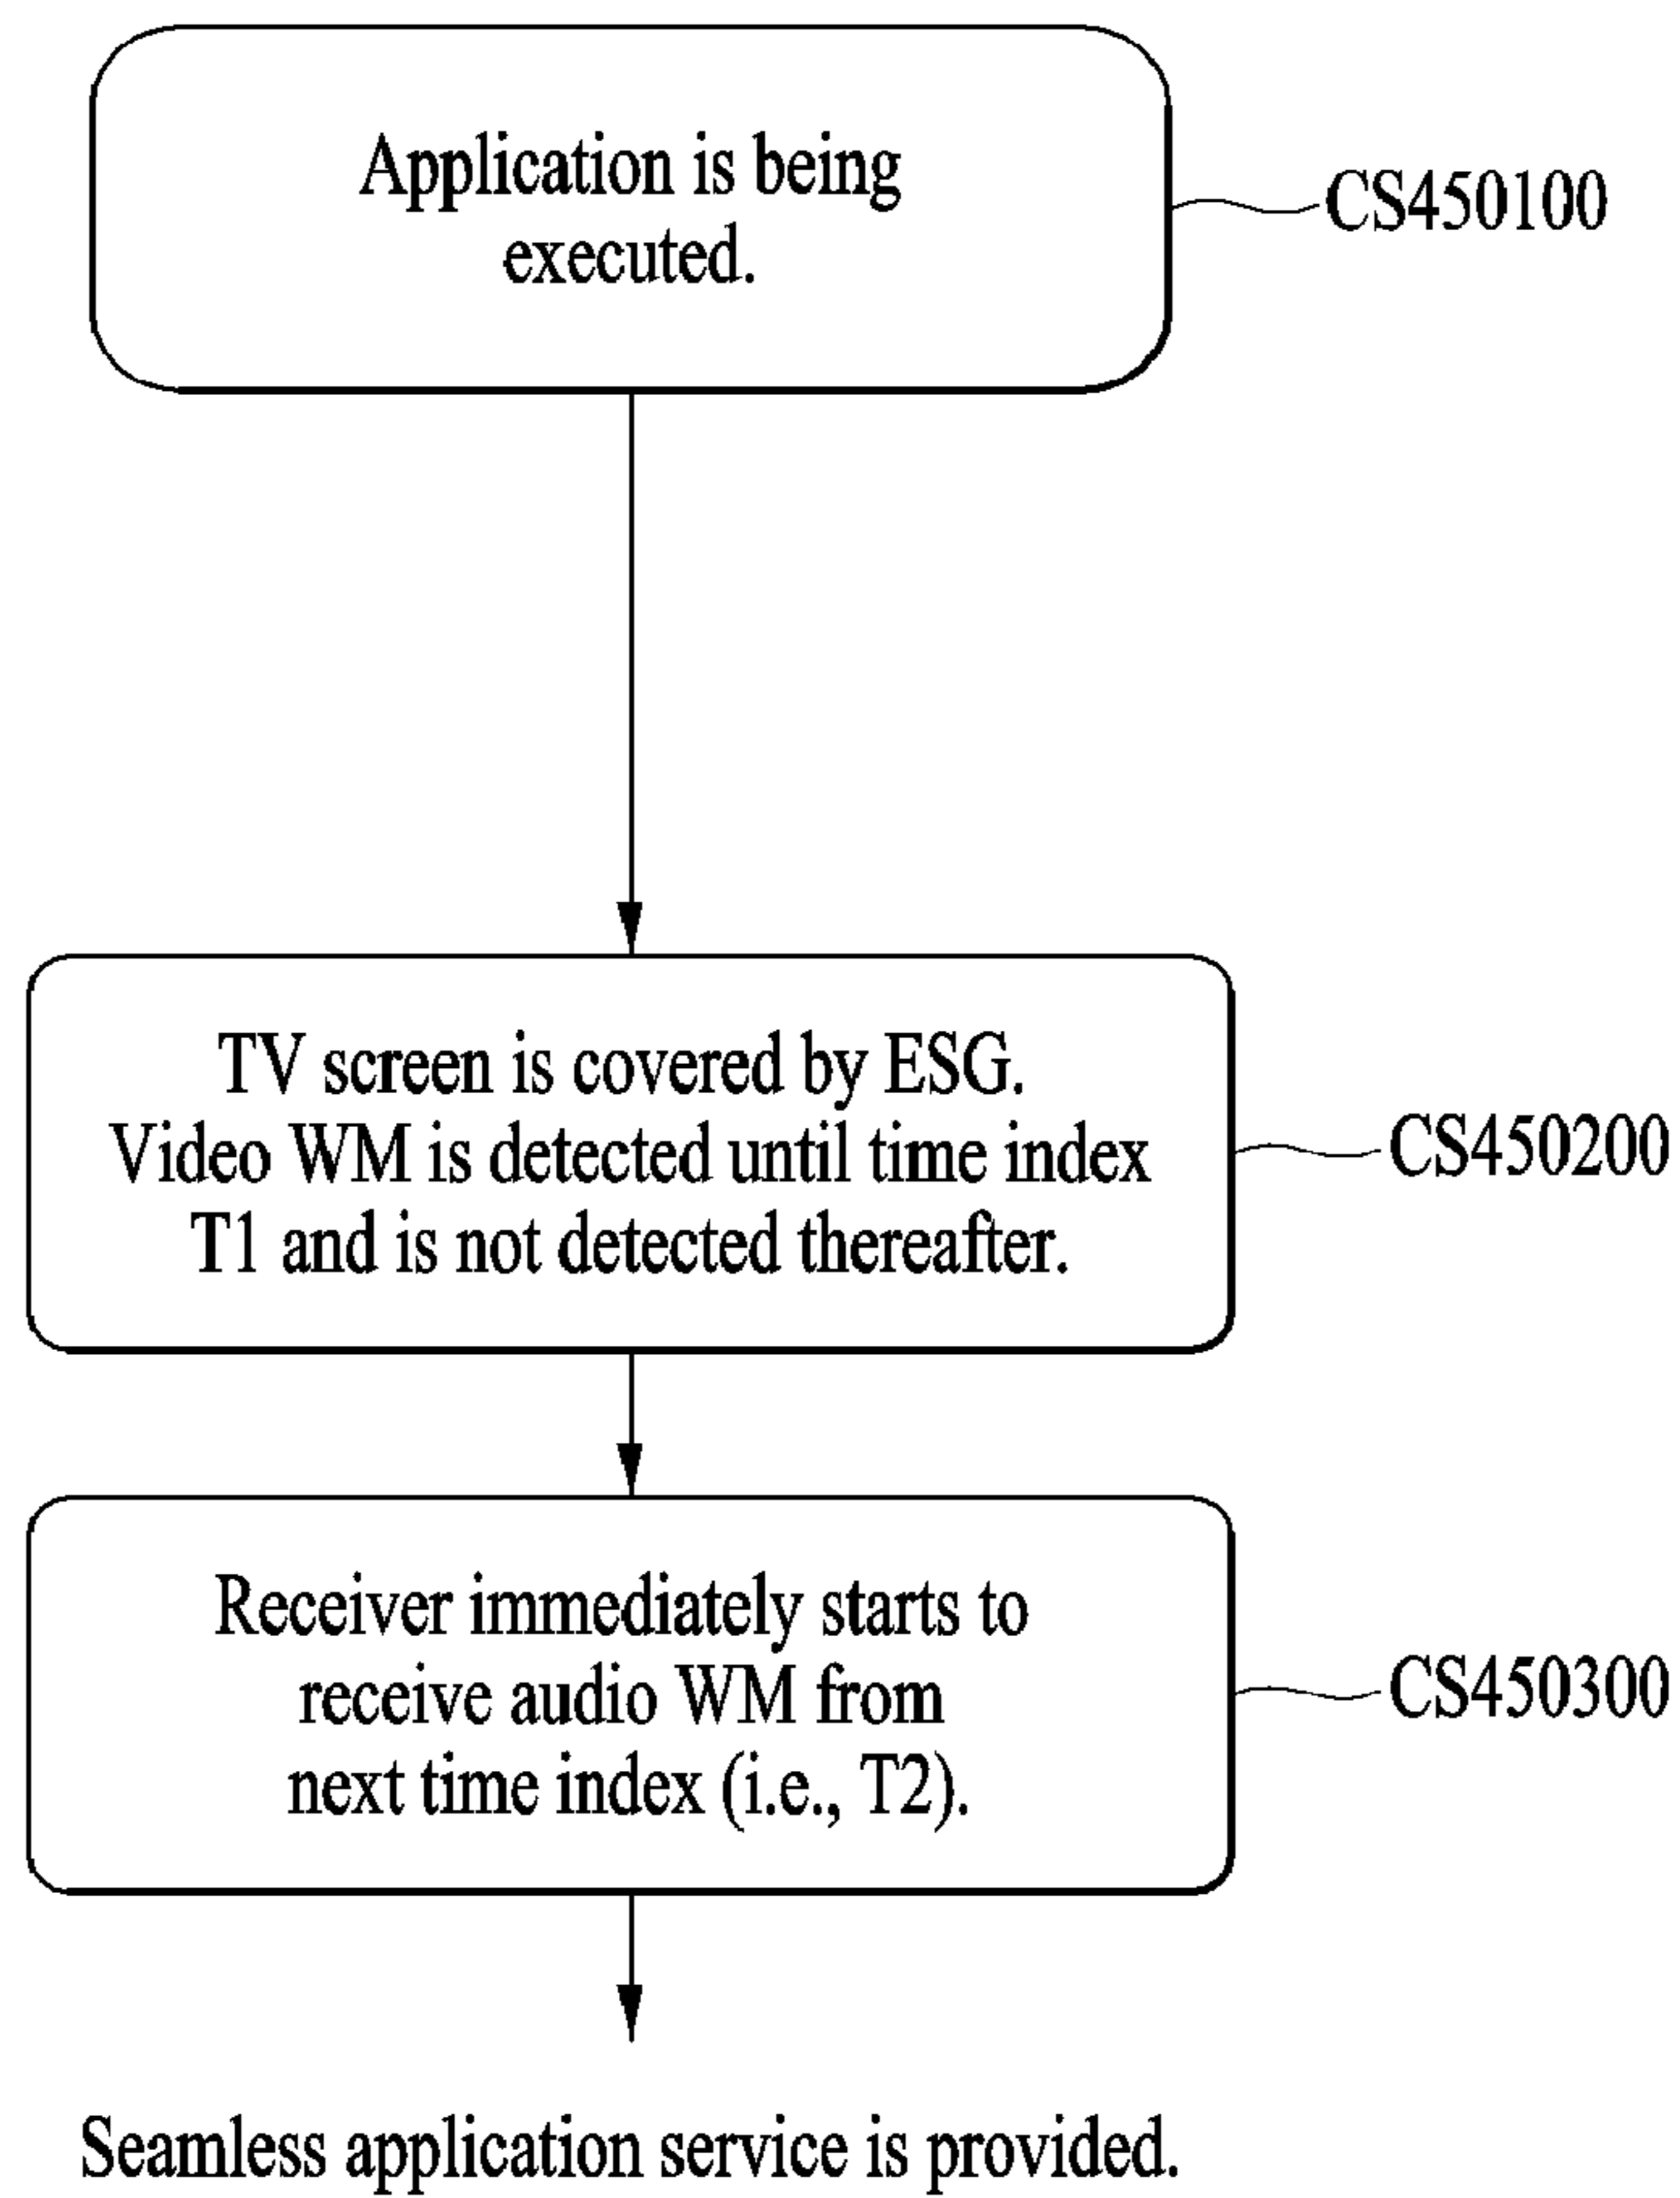 Application is being
executed.
CS450100
TV screen is covered by ESG.
Video WM is detected until time index
T1 and is not detected thereafter.
CS450200
Receiver immediately starts to
receive audio WM from
next time index (i.e., T2).
CS450300
Seamless application service is provided.